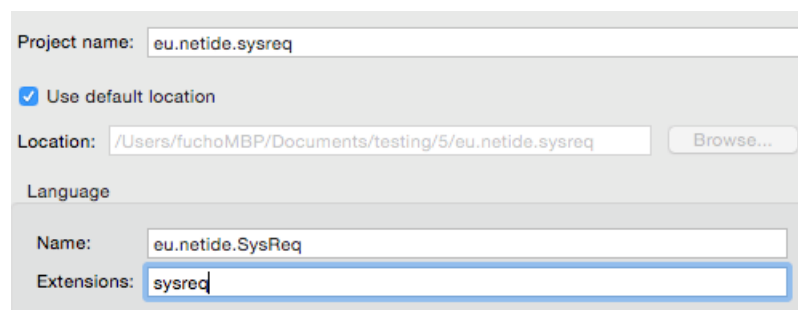 Project name: eu.netide.sysreq
Use default location
Location: /Users/fuchoMBP/Documents/testing/5/eu.netide.sysreq Browse...
Language
Name: eu.netide.SysReq
Extensions: sysreq